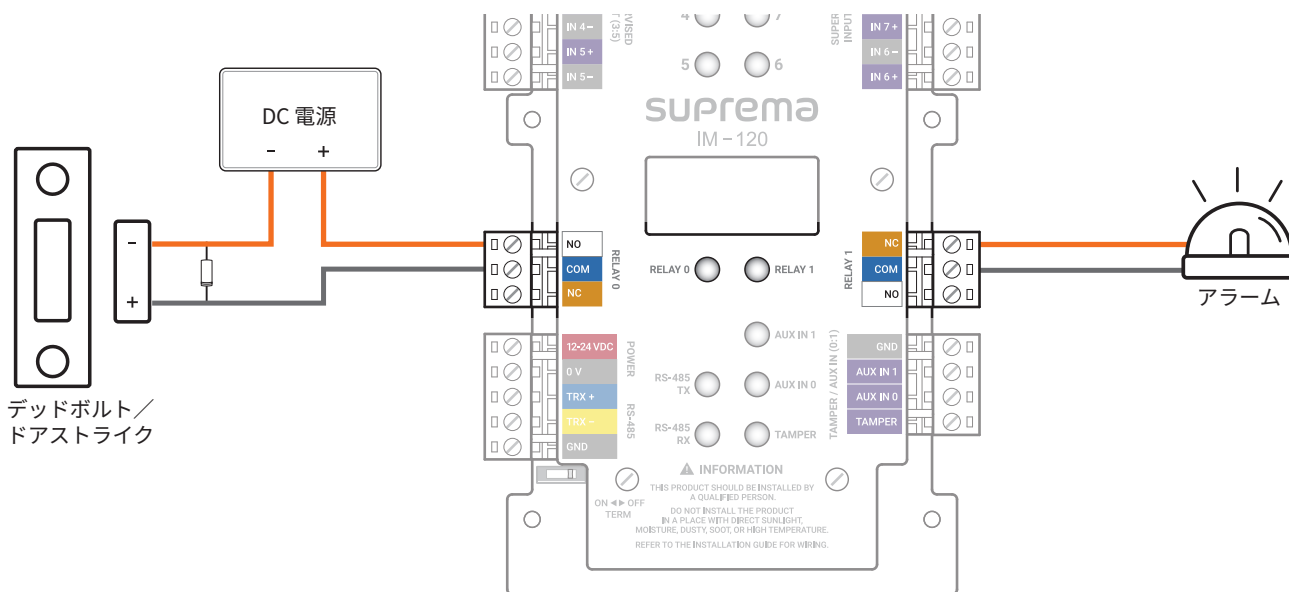 IN 4 –
IN 5 +
IN 5 –
(3:5)
4
7
5
6
IN 7 +
IN 6 –
IN 6 +
INPUT
suprema
IM – 120
DC 電源
-
+
-
+
デッドボルト／
ドアストライク
NO
COM
NC
RELAY 0
RELAY 0
RELAY 1
RELAY 1
NC
COM
NO
アラーム
12-24 VDC
0 V
TRX +
TRX –
GND
POWER
RS-485
AUX IN 1
RS-485
TX
AUX IN 0
RS-485
RX
TAMPER
TAMPER / AUX IN (0:1)
GND
AUX IN 1
AUX IN 0
TAMPER
ON ◄► OFF
TERM
⚠ INFORMATION
THIS PRODUCT SHOULD BE INSTALLED BY
A QUALIFIED PERSON.
DO NOT INSTALL THE PRODUCT
IN A PLACE WITH DIRECT SUNLIGHT,
MOISTURE, DUSTY, SOOT, OR HIGH TEMPERATURE.
REFER TO THE INSTALLATION GUIDE FOR WIRING.